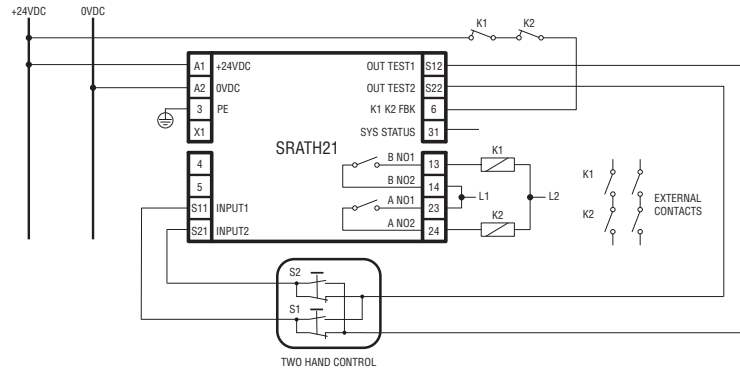 +24VDC 0VDC
K1 K2
A1 +24VDC OUT TEST1 S12
A2 0VDC OUT TEST2 S22
3 PE K1 K2 FBK 6
X1 SYS STATUS 31
SRATH21
4 B NO1 13 K1
5 B NO2 14 L1 L2
S11 INPUT1 A NO1 23
S21 INPUT2 A NO2 24 K2
K1
K2
EXTERNAL
CONTACTS
S2
S1
TWO HAND CONTROL